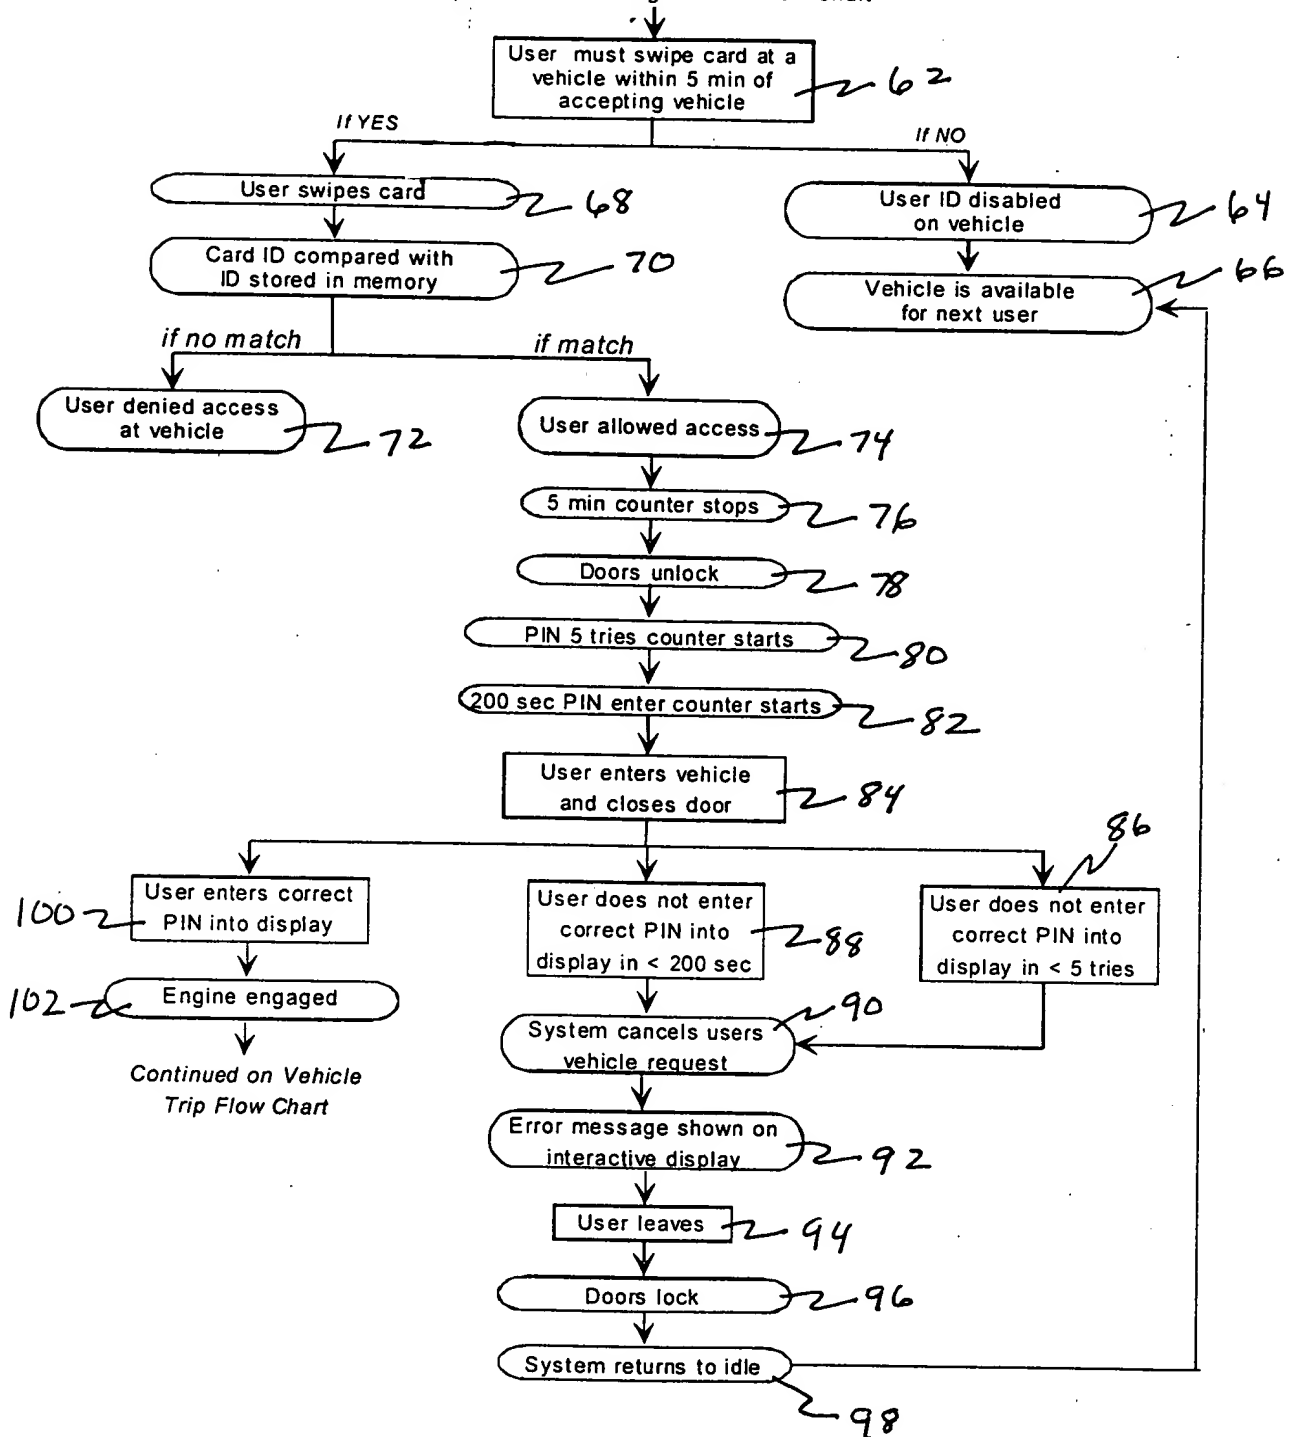 User must swipe card at a
vehicle within 5 min of
accepting vehicle
62
If YES
If NO
User swipes card
68
User ID disabled
on vehicle
64
Card ID compared with
ID stored in memory
70
Vehicle is available
for next user
66
if no match
if match
User denied access
at vehicle
72
User allowed access
74
5 min counter stops
76
Doors unlock
78
PIN 5 tries counter starts
80
200 sec PIN enter counter starts
82
User enters vehicle
and closes door
84
86
100
User enters correct
PIN into display
User does not enter
correct PIN into
display in < 200 sec
88
User does not enter
correct PIN into
display in < 5 tries
102
Engine engaged
90
System cancels users
vehicle request
Continued on Vehicle
Trip Flow Chart
Error message shown on
interactive display
92
User leaves
94
Doors lock
96
System returns to idle
98